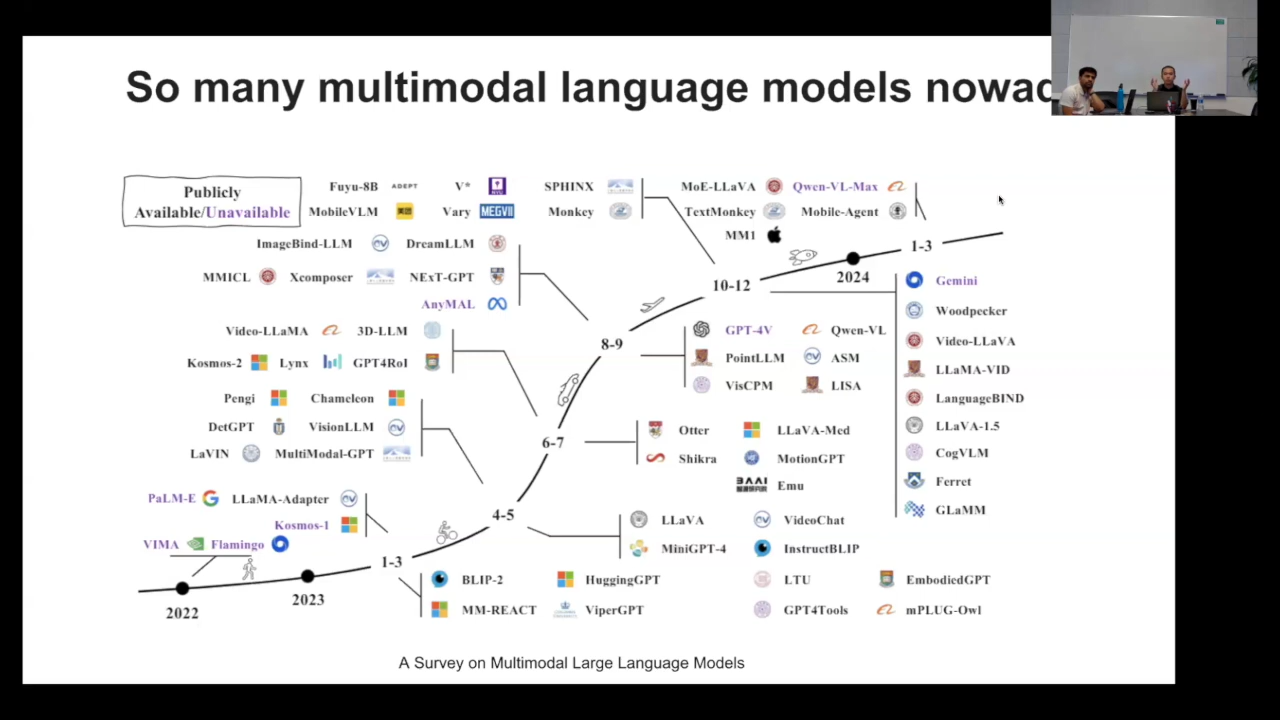 So many multimodal language models nowad
Publicly
Available/Unavailable
Fuyu-8B ADEPT V* NYU
MobileVLM 美团 Vary MEGVII
SPHINX
Monkey
MoE-LLaVA Qwen-VL-Max
TextMonkey Mobile-Agent
MM1
ImageBind-LLM DreamLLM
MMICL Xcomposer NExT-GPT
AnyMAL
1-3
2024
10-12
Gemini
Woodpecker
Video-LLaVA
LLaMA-VID
LanguageBIND
LLaVA-1.5
CogVLM
Ferret
GLaMM
Video-LLaMA 3D-LLM
Kosmos-2 Lynx GPT4RoI
8-9
GPT-4V Qwen-VL
PointLLM ASM
VisCPM LISA
Pengi Chameleon
DetGPT VisionLLM
LaVIN MultiModal-GPT
6-7
Otter LLaVA-Med
Shikra MotionGPT
BAAI Emu
PaLM-E LLaMA-Adapter
Kosmos-1
VIMA Flamingo
4-5
LLaVA VideoChat
MiniGPT-4 InstructBLIP
1-3
2022
2023
BLIP-2 HuggingGPT LTU EmbodiedGPT
MM-REACT ViperGPT GPT4Tools mPLUG-Owl
A Survey on Multimodal Large Language Models